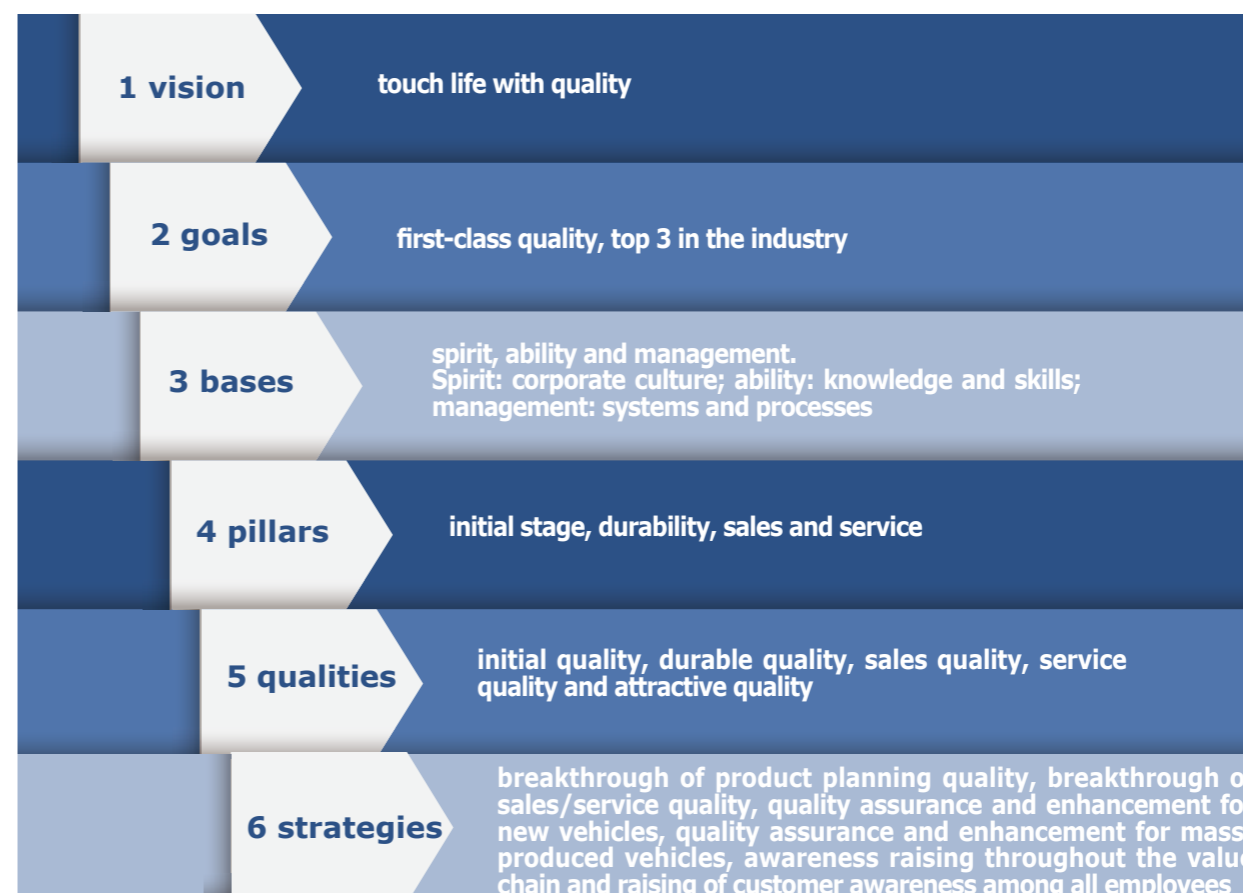 1 vision
touch life with quality
2 goals
first-class quality, top 3 in the industry
3 bases
spirit, ability and management.
Spirit: corporate culture; ability: knowledge and skills;
management: systems and processes
4 pillars
initial stage, durability, sales and service
5 qualities
initial quality, durable quality, sales quality, service
quality and attractive quality
6 strategies
breakthrough of product planning quality, breakthrough o
sales/service quality, quality assurance and enhancement fo
new vehicles, quality assurance and enhancement for mass
produced vehicles, awareness raising throughout the value
chain and raising of customer awareness among all employees